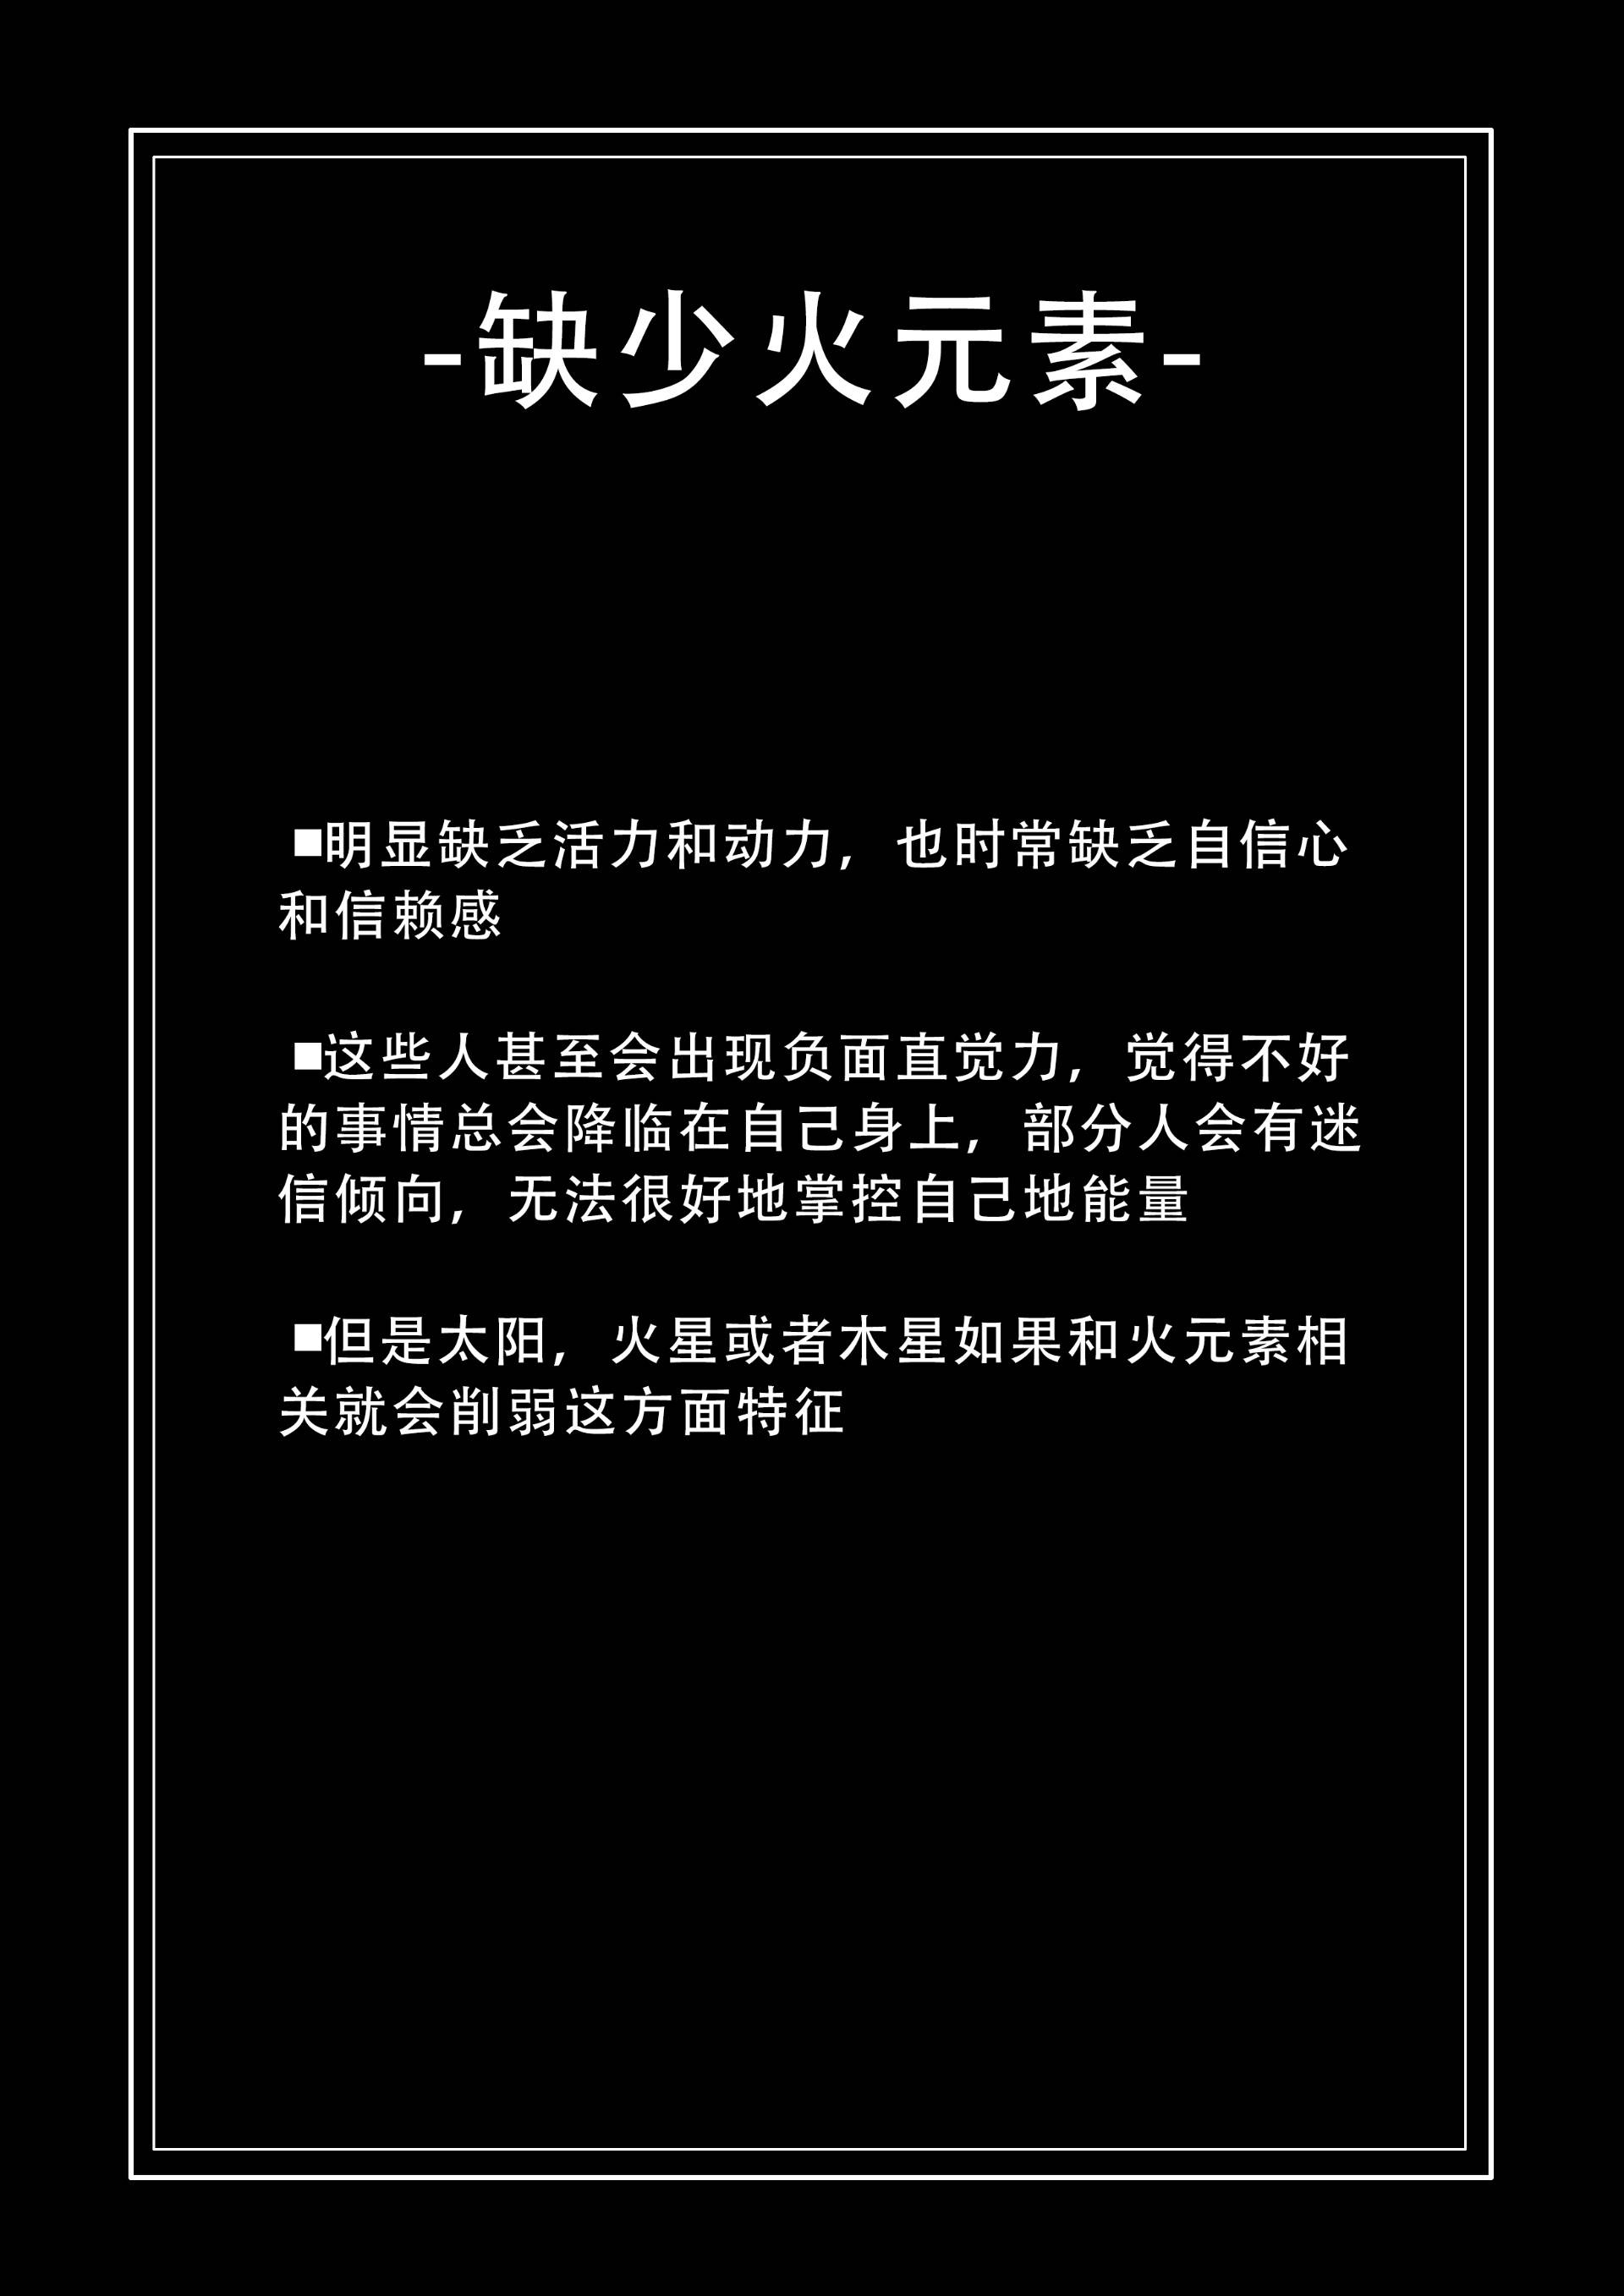 -缺少火元素-
■明显缺乏活力和动力，也时常缺乏自信心
和信赖感
■这些人甚至会出现负面直觉力，觉得不好
的事情总会降临在自己身上，部分人会有迷
信倾向，无法很好地掌控自己地能量
■但是太阳，火星或者木星如果和火元素相
关就会削弱这方面特征